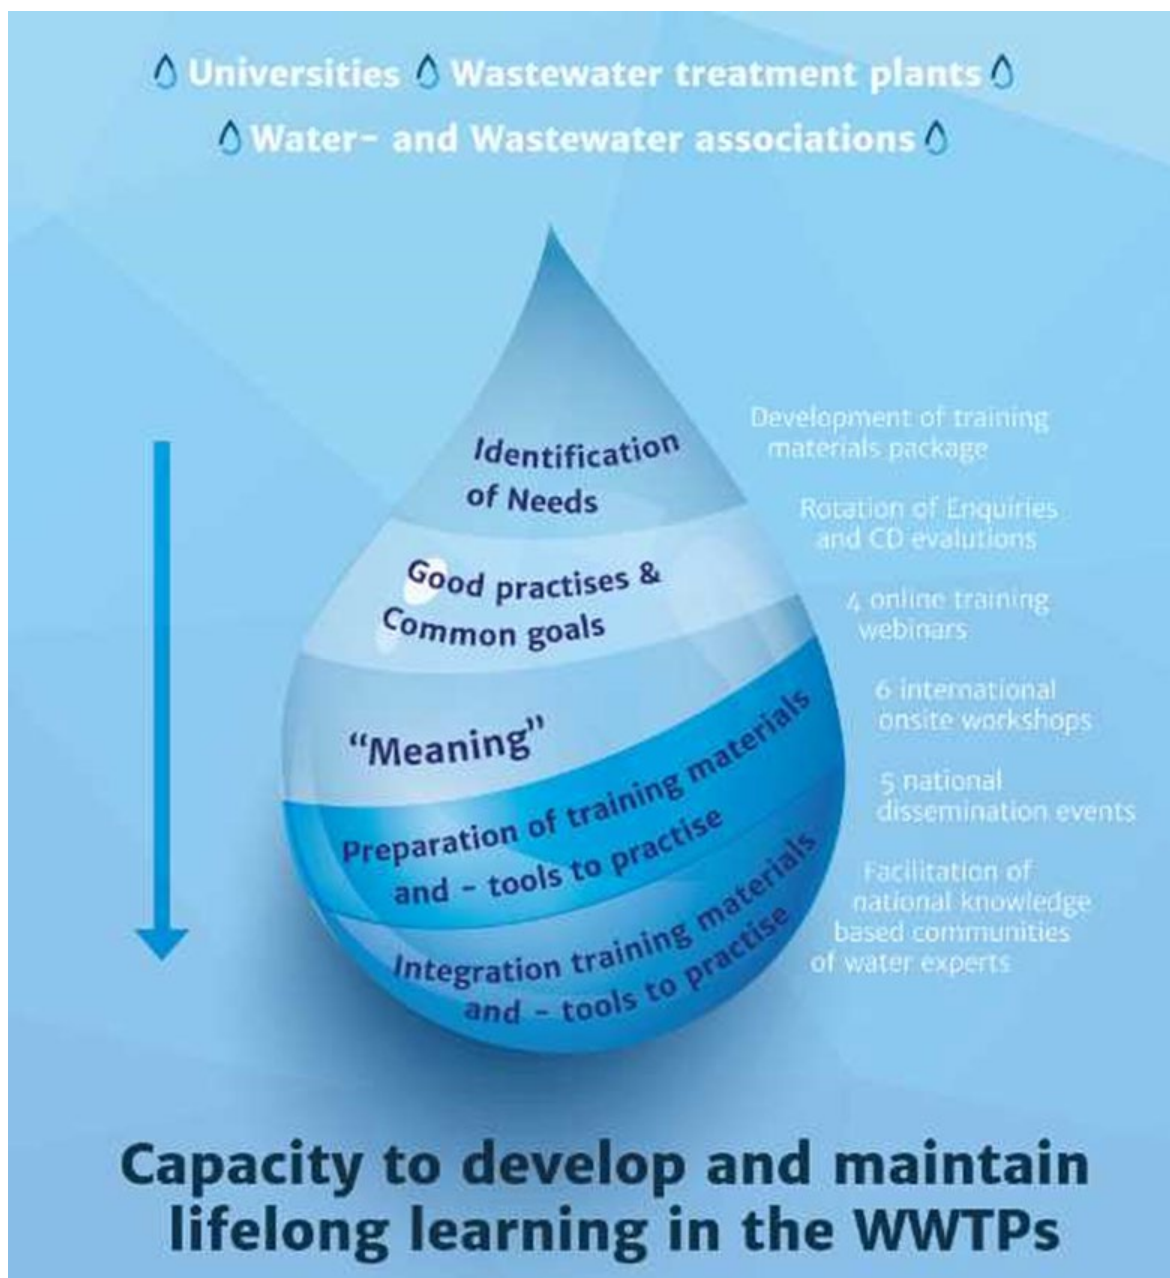 Universities Wastewater treatment plants
Water- and Wastewater associations
Identification
of Needs
Good practises &
Common goals
“Meaning”
Preparation of training materials
and - tools to practise
Integration training materials
and - tools to practise
Development of training
materials package
Rotation of Enquiries
and CD evalutions
4 online training
webinars
6 international
onsite workshops
5 national
dissemination events
Facilitation of
national knowledge
based communities
of water experts
Capacity to develop and maintain
lifelong learning in the WWTPs